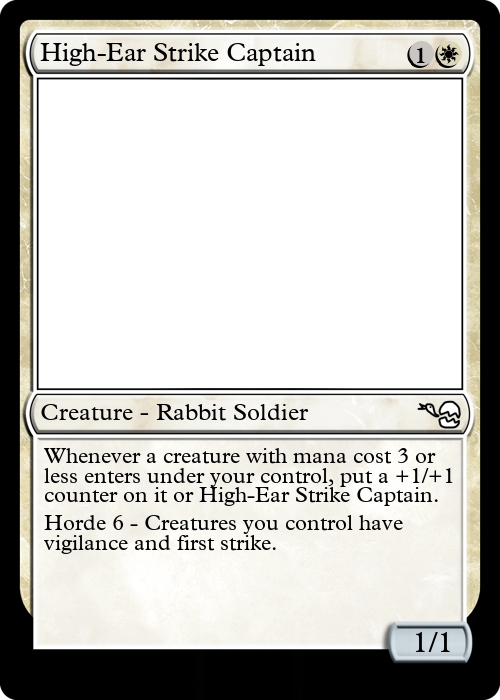 High-Ear Strike Captain 1
Creature - Rabbit Soldier
Whenever a creature with mana cost 3 or
less enters under your control, put a +1/+1
counter on it or High-Ear Strike Captain.
Horde 6 - Creatures you control have
vigilance and first strike.
1/1